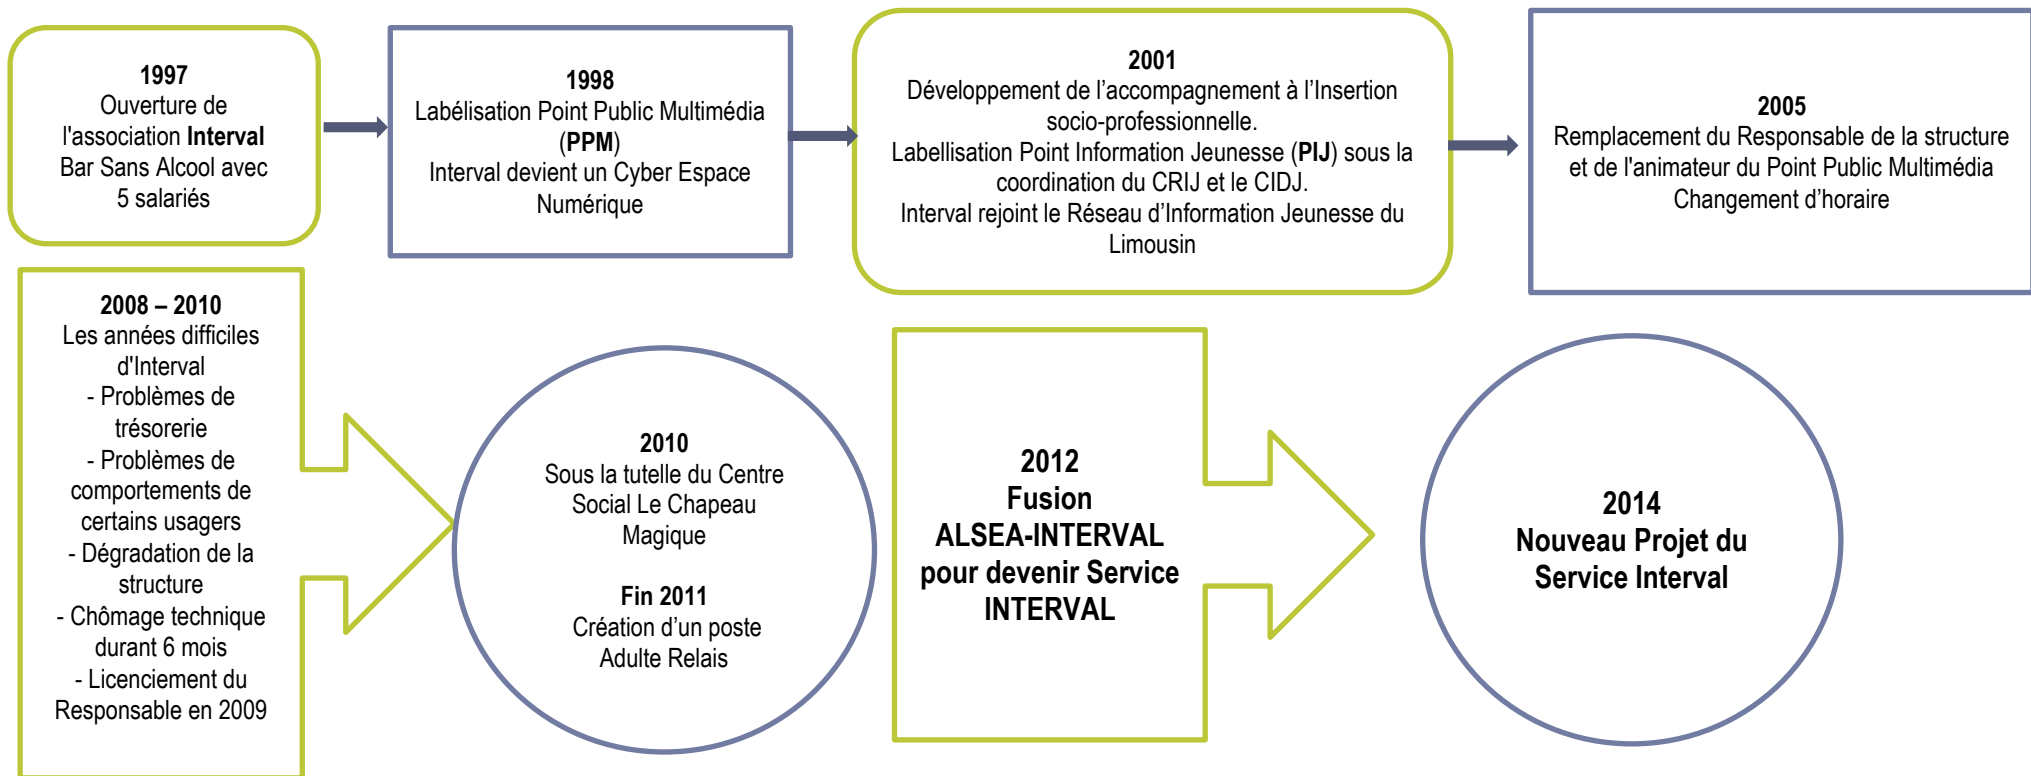 1997
Ouverture de
l'association Interval
Bar Sans Alcool avec
5 salariés
1998
Labélisation Point Public Multimédia
(PPM)
Interval devient un Cyber Espace
Numérique
2001
Développement de l’accompagnement à l’Insertion
socio-professionnelle.
Labellisation Point Information Jeunesse (PIJ) sous la
coordination du CRIJ et le CIDJ.
Interval rejoint le Réseau d’Information Jeunesse du
Limousin
2005
Remplacement du Responsable de la structure
et de l'animateur du Point Public Multimédia
Changement d’horaire
2008 – 2010
Les années difficiles
d'Interval
- Problèmes de
trésorerie
- Problèmes de
comportements de
certains usagers
- Dégradation de la
structure
- Chômage technique
durant 6 mois
- Licenciement du
Responsable en 2009
2010
Sous la tutelle du Centre
Social Le Chapeau
Magique
Fin 2011
Création d’un poste
Adulte Relais
2012
Fusion
ALSEA-INTERVAL
pour devenir Service
INTERVAL
2014
Nouveau Projet du
Service Interval